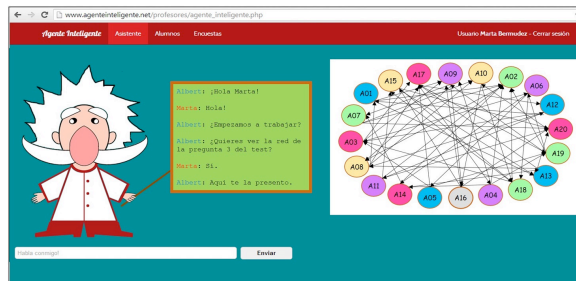 www.agenteinteligente.net/profesores/agente_inteligente.php
Agente Inteligente Asistente Alumnos Encuestas Usuario Marta Bermudez - Cerrar sesión
Albert: ¡Hola Marta!
Marta: Hola!
Albert: ¿Empezamos a trabajar?
Albert: ¿Quieres ver la red de
la pregunta 3 del test?
Marta: Si.
Albert: Aqui te la presento.
A15
A17
A09
A10
A02
A06
A01
A12
A07
A20
A03
A19
A08
A13
A11
A18
A14
A05
A16
A04
Habla conmigo!
Enviar